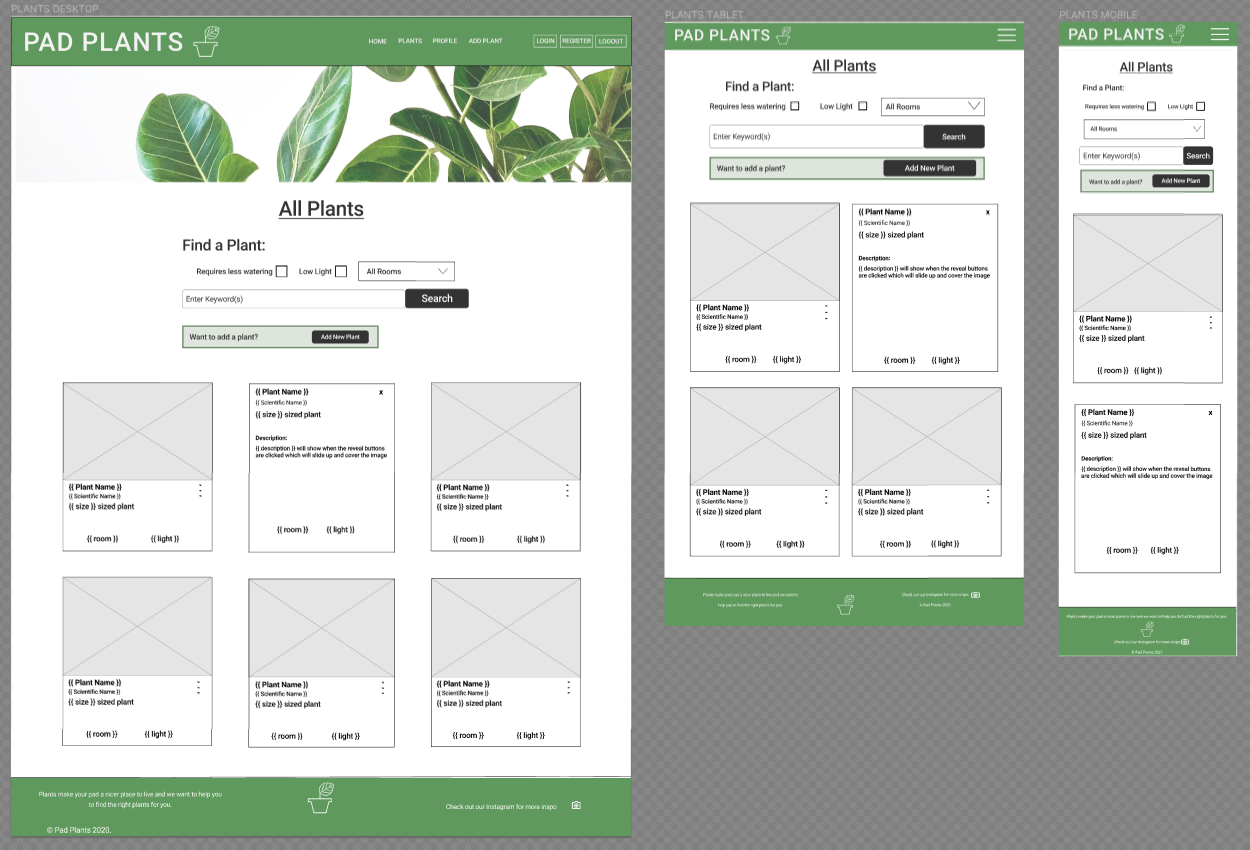 PLANTS DESKTOP
PAD PLANTS
HOME PLANTS PROFILE ADD PLANT
LOGIN REGISTER LOGOUT
All Plants
Find a Plant:
Requires less watering Low Light All Rooms
Enter Keyword(s) Search
Want to add a plant? Add New Plant
{{ Plant Name }}
{{ Scientific Name }}
{{ size }} sized plant
{{ room }} {{ light }}
{{ Plant Name }} x
{{ Scientific Name }}
{{ size }} sized plant
Description:
{{ description }} will show when the reveal buttons
are clicked which will slide up and cover the image
{{ room }} {{ light }}
{{ Plant Name }}
{{ Scientific Name }}
{{ size }} sized plant
{{ room }} {{ light }}
{{ Plant Name }}
{{ Scientific Name }}
{{ size }} sized plant
{{ room }} {{ light }}
{{ Plant Name }}
{{ Scientific Name }}
{{ size }} sized plant
{{ room }} {{ light }}
{{ Plant Name }}
{{ Scientific Name }}
{{ size }} sized plant
{{ room }} {{ light }}
Plants make your pad a nicer place to live and we want to help you
to find the right plants for you.
Check out our Instagram for more inspo
© Pad Plants 2020.
PLANTS TABLET
PAD PLANTS
All Plants
Find a Plant:
Requires less watering Low Light All Rooms
Enter Keyword(s) Search
Want to add a plant? Add New Plant
{{ Plant Name }}
{{ Scientific Name }}
{{ size }} sized plant
{{ room }} {{ light }}
{{ Plant Name }} x
{{ Scientific Name }}
{{ size }} sized plant
Description:
{{ description }} will show when the reveal buttons
are clicked which will slide up and cover the image
{{ room }} {{ light }}
{{ Plant Name }}
{{ Scientific Name }}
{{ size }} sized plant
{{ room }} {{ light }}
{{ Plant Name }}
{{ Scientific Name }}
{{ size }} sized plant
{{ room }} {{ light }}
Plants make your pad a nicer place to live and we want to
help you to find the right plants for you
Check out our Instagram for more inspo
© Pad Plants 2021
PLANTS MOBILE
PAD PLANTS
All Plants
Find a Plant:
Requires less watering Low Light
All Rooms
Enter Keyword(s) Search
Want to add a plant? Add New Plant
{{ Plant Name }}
{{ Scientific Name }}
{{ size }} sized plant
{{ room }} {{ light }}
{{ Plant Name }} x
{{ Scientific Name }}
{{ size }} sized plant
Description:
{{ description }} will show when the reveal buttons
are clicked which will slide up and cover the image
{{ room }} {{ light }}
Plants make your pad a nicer place to live and we want to help you to find the right plants for you.
Check out our Instagram for more inspo
© Pad Plants 2021